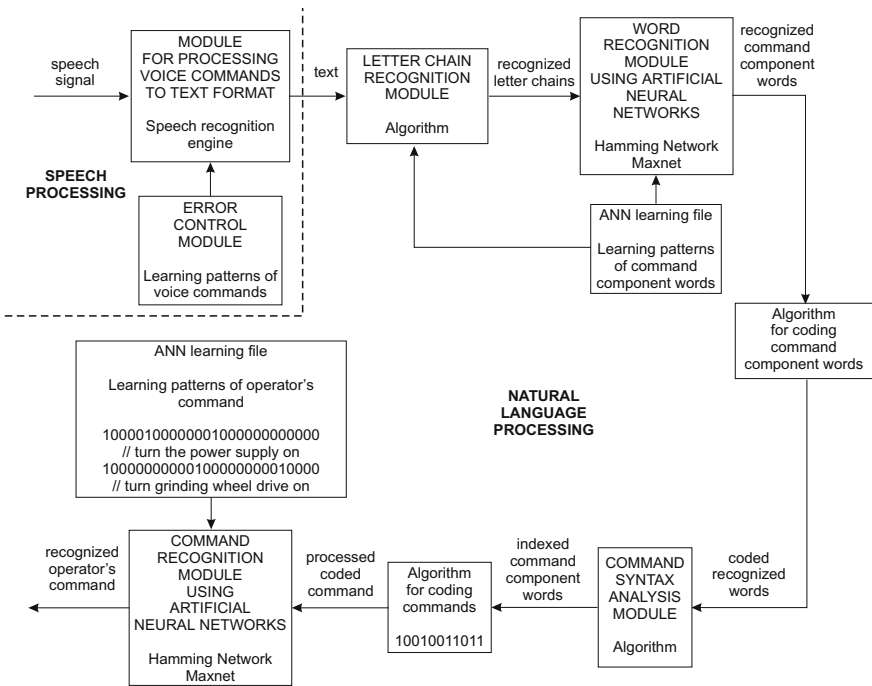 speech
signal
MODULE
FOR PROCESSING
VOICE COMMANDS
TO TEXT FORMAT
Speech recognition
engine
text
LETTER CHAIN
RECOGNITION
MODULE
Algorithm
recognized
letter chains
WORD
RECOGNITION
MODULE
USING ARTIFICIAL
NEURAL
NETWORKS
Hamming Network
Maxnet
recognized
command
component
words
SPEECH
PROCESSING
ERROR
CONTROL
MODULE
Learning patterns of
voice commands
ANN learning file
Learning patterns
of command
component words
Algorithm
for coding
command
component words
ANN learning file
Learning patterns of operator's
command
10000100000001000000000000
// turn the power supply on
10000000000100000000010000
// turn grinding wheel drive on
NATURAL
LANGUAGE
PROCESSING
recognized
operator's
command
COMMAND
RECOGNITION
MODULE
USING
ARTIFICIAL
NEURAL NETWORKS
Hamming Network
Maxnet
processed
coded
command
Algorithm
for coding
commands
10010011011
indexed
command
component
words
COMMAND
SYNTAX
ANALYSIS
MODULE
Algorithm
coded
recognized
words